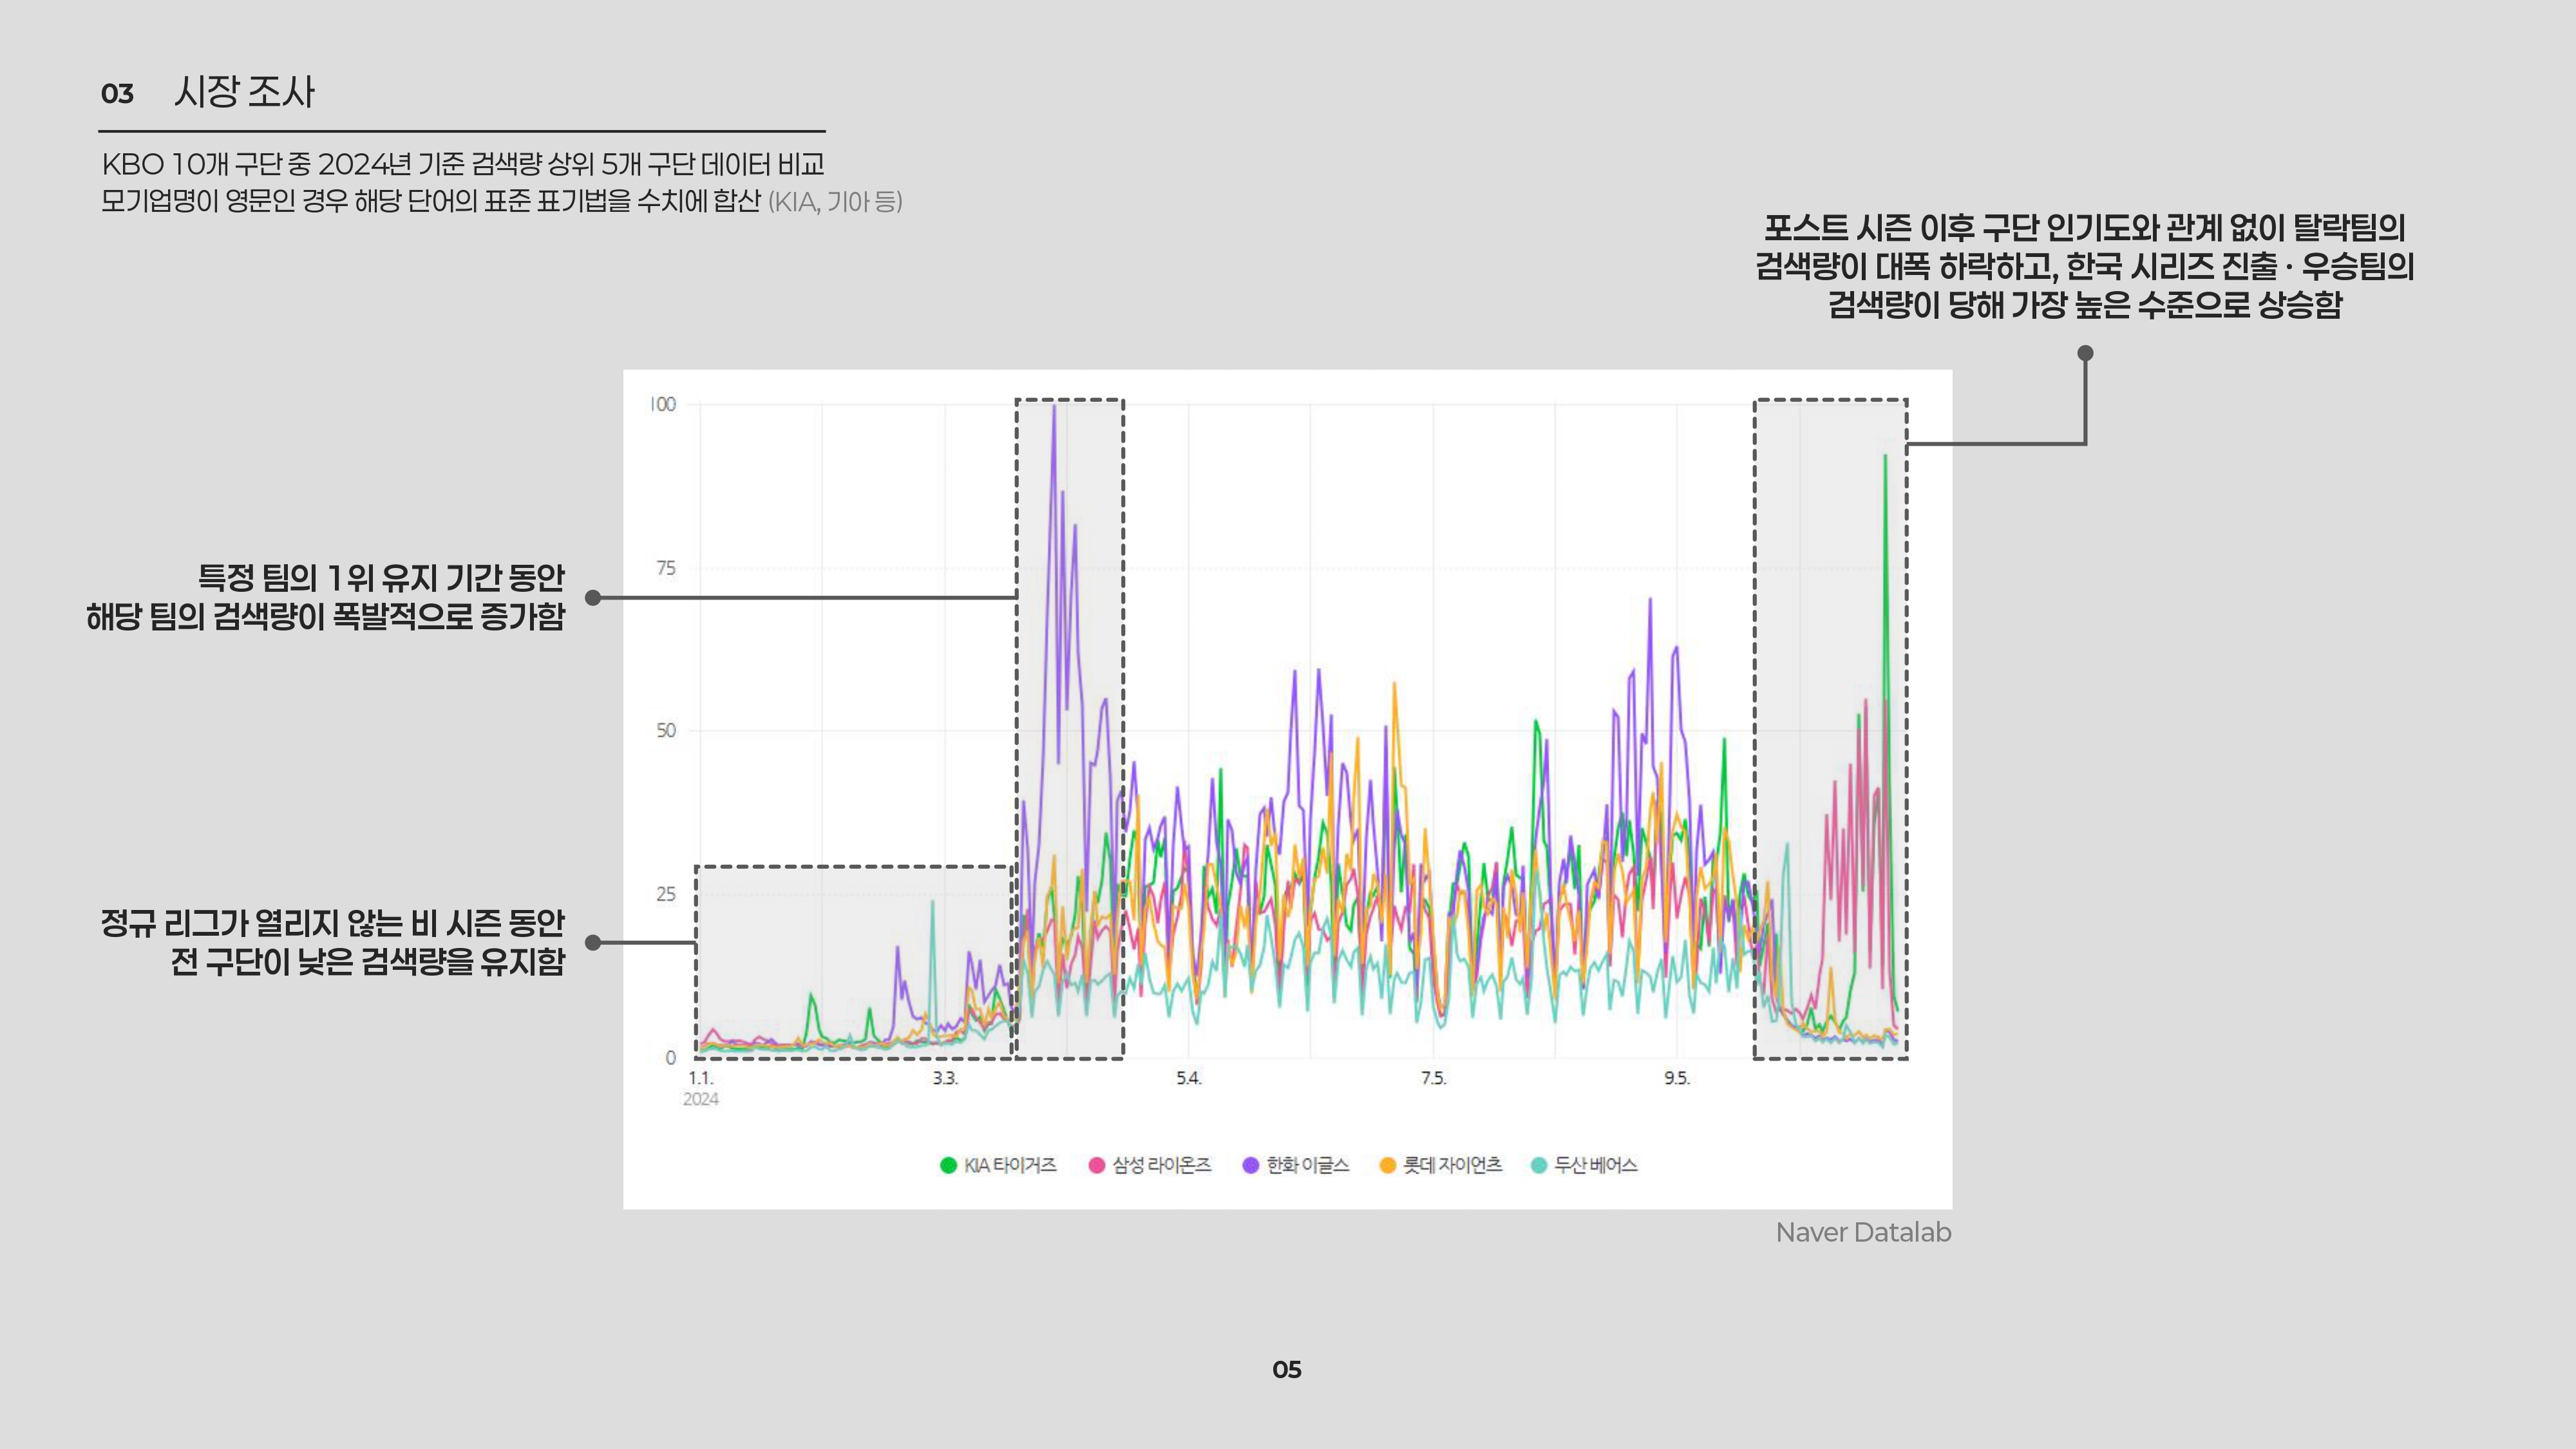 03 시장 조사
KBO 10개 구단 중 2024년 기준 검색량 상위 5개 구단 데이터 비교
모기업명이 영문인 경우 해당 단어의 표준 표기법을 수치에 합산 (KIA, 기아 등)
포스트 시즌 이후 구단 인기도와 관계 없이 탈락팀의
검색량이 대폭 하락하고, 한국 시리즈 진출 · 우승팀의
검색량이 당해 가장 높은 수준으로 상승함
특정 팀의 1위 유지 기간 동안
해당 팀의 검색량이 폭발적으로 증가함
정규 리그가 열리지 않는 비 시즌 동안
전 구단이 낮은 검색량을 유지함
100
75
50
25
0
1.1. 3.3. 5.4. 7.5. 9.5.
2024
KIA 타이거즈 삼성 라이온즈 한화 이글스 롯데 자이언츠 두산 베어스
Naver Datalab
05